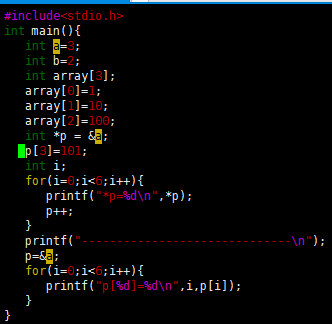 #include<stdio.h>
int main(){
int a=3;
int b=2;
int array[3];
array[0]=1;
array[1]=10;
array[2]=100;
int *p = &a;
p[3]=101;
int i;
for(i=0;i<6;i++){
printf("*p=%d\n",*p);
p++;
}
printf("------------------------------\n");
p=&a;
for(i=0;i<6;i++){
printf("p[%d]=%d\n",i,p[i]);
}
}